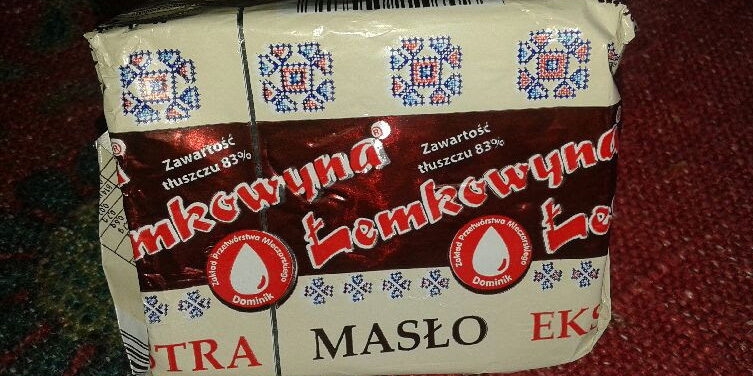 Zawartość
tłuszczu 83%
mkowyna®
Zakład Przetwórstwa Mleczarskiego
Dominik
TRA
Zawartość
tłuszczu 83%
Łemkowyna®
Zakład Przetwórstwa Mleczarskiego
Dominik
MASŁO
Łe
EKS